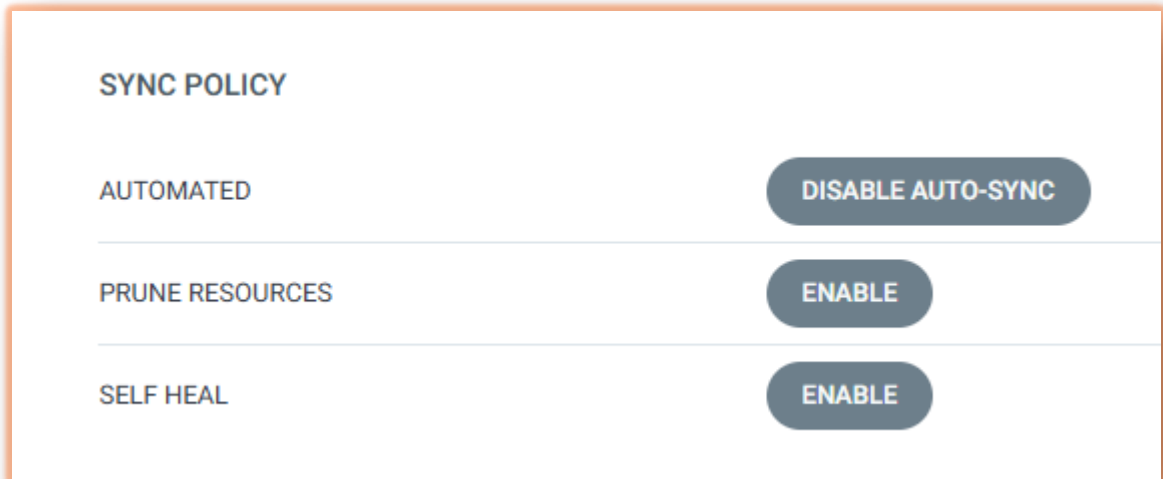 SYNC POLICY
AUTOMATED DISABLE AUTO-SYNC
PRUNE RESOURCES ENABLE
SELF HEAL ENABLE